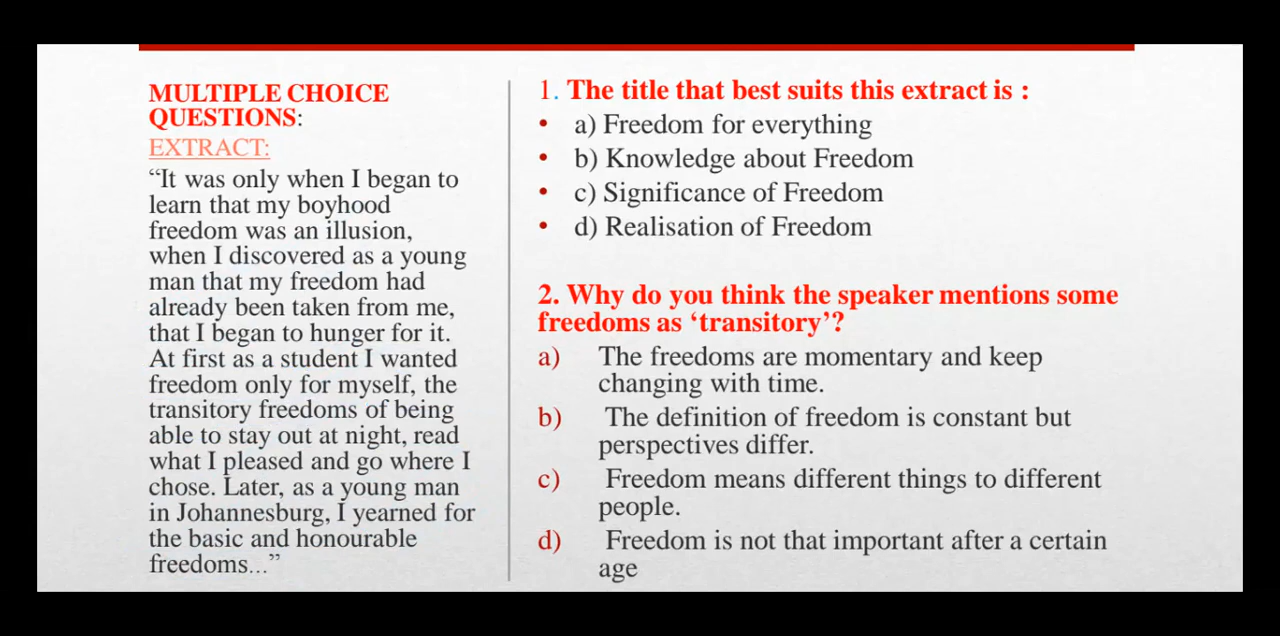 MULTIPLE CHOICE
QUESTIONS:
EXTRACT:
“It was only when I began to
learn that my boyhood
freedom was an illusion,
when I discovered as a young
man that my freedom had
already been taken from me,
that I began to hunger for it.
At first as a student I wanted
freedom only for myself, the
transitory freedoms of being
able to stay out at night, read
what I pleased and go where I
chose. Later, as a young man
in Johannesburg, I yearned for
the basic and honourable
freedoms...”
1. The title that best suits this extract is :
• a) Freedom for everything
• b) Knowledge about Freedom
• c) Significance of Freedom
• d) Realisation of Freedom
2. Why do you think the speaker mentions some
freedoms as ‘transitory’?
a) The freedoms are momentary and keep
changing with time.
b) The definition of freedom is constant but
perspectives differ.
c) Freedom means different things to different
people.
d) Freedom is not that important after a certain
age